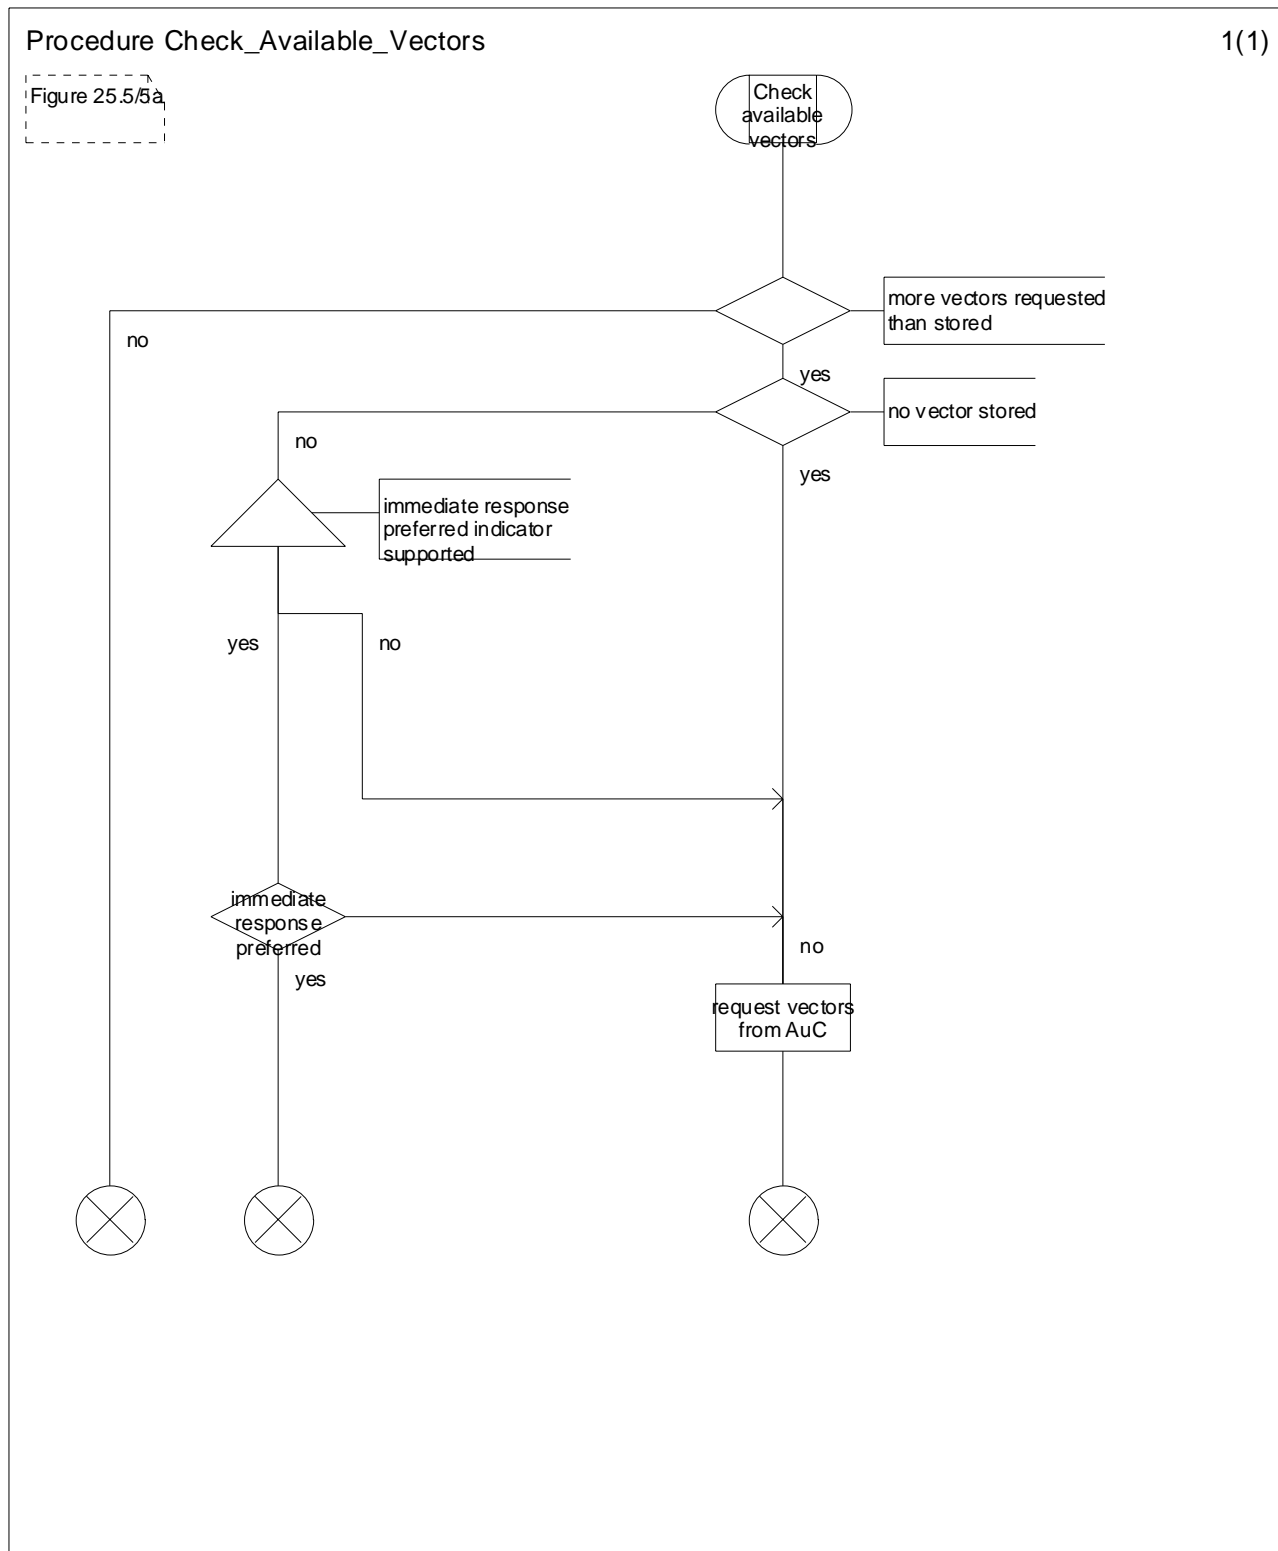 Procedure Check_Available_Vectors
1(1)
Figure 25.5/5a
Check
available
vectors
more vectors requested
than stored
no
yes
no vector stored
no
yes
immediate response
preferred indicator
supported
yes
no
immediate
response
preferred
no
yes
request vectors
from AuC